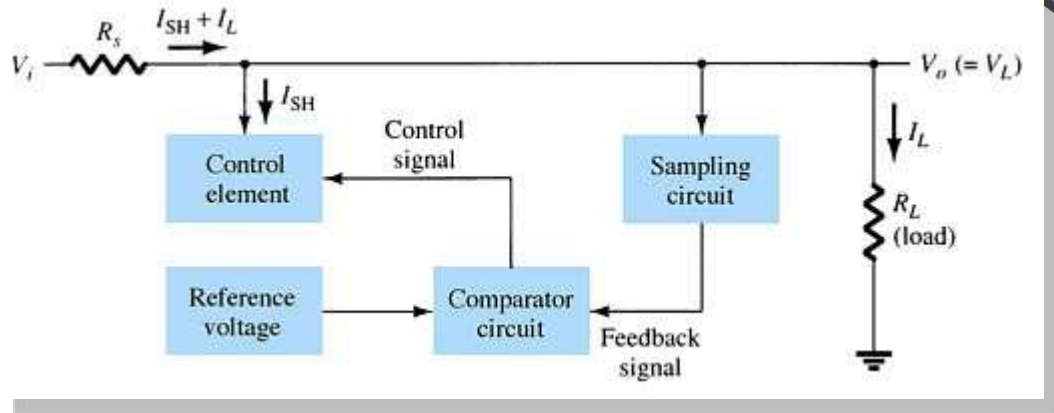 I_SH + I_L
R_s
V_i
V_o (= V_L)
I_SH
I_L
Control
signal
Control
element
Sampling
circuit
R_L
(load)
Reference
voltage
Comparator
circuit
Feedback
signal